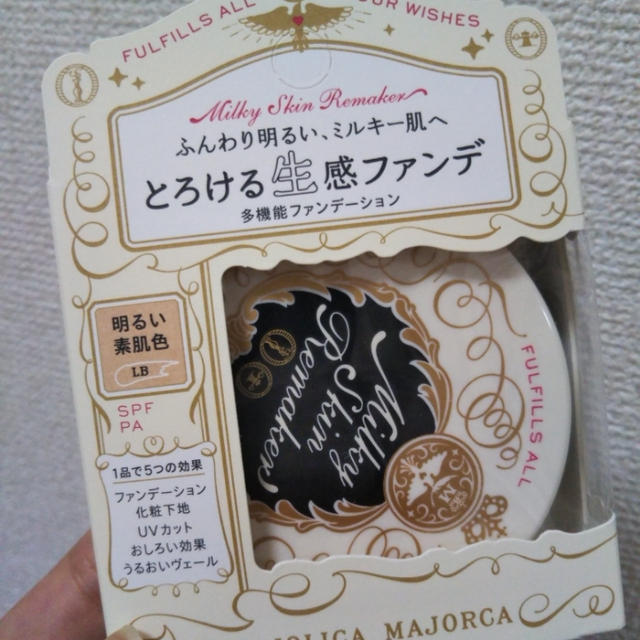 FULFILLS ALL OUR WISHES
Milky Skin Remaker
ふんわり明るい、ミルキー肌へ
とろける生感ファンデ
多機能ファンデーション
明るい
素肌色
LB
SPF
PA
1品で5つの効果
ファンデーション
化粧下地
UVカット
おしろい効果
うるおいヴェール
Milky
Skin
Remaker
FULFILLS ALL
MAJORCA